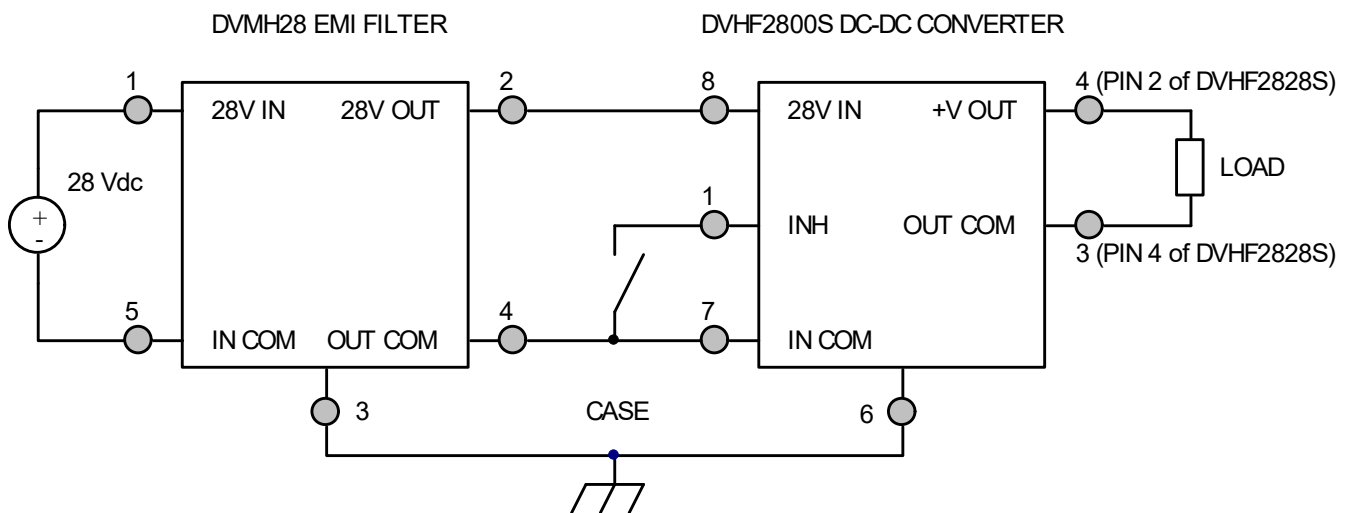 DVMH28 EMI FILTER
DVHF2800S DC-DC CONVERTER
1
2
8
4 (PIN 2 of DVHF2828S)
28V IN
28V OUT
28V IN
+V OUT
28 Vdc
LOAD
+
-
1
INH
OUT COM
3 (PIN 4 of DVHF2828S)
5
4
7
IN COM
OUT COM
IN COM
3
CASE
6